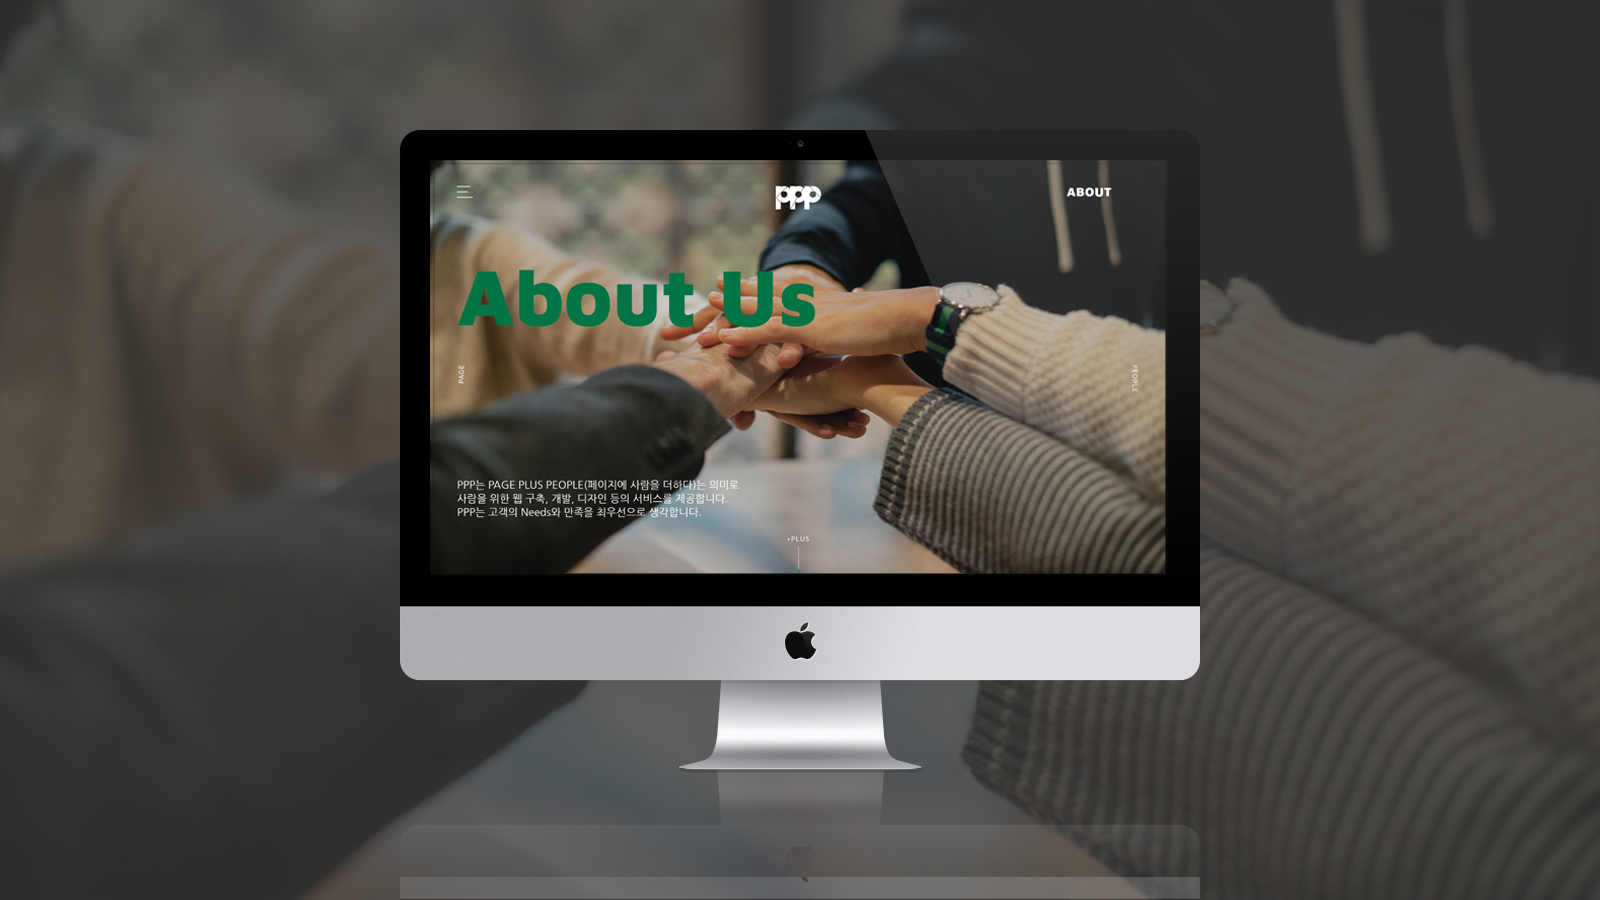 ppp
ABOUT
About Us
PAGE
PEOPLE
PPP는 PAGE PLUS PEOPLE(페이지에 사람을 더하다)는 의미로
사람을 위한 웹 구축, 개발, 디자인 등의 서비스를 제공합니다.
PPP는 고객의 Needs와 만족을 최우선으로 생각합니다.
+PLUS